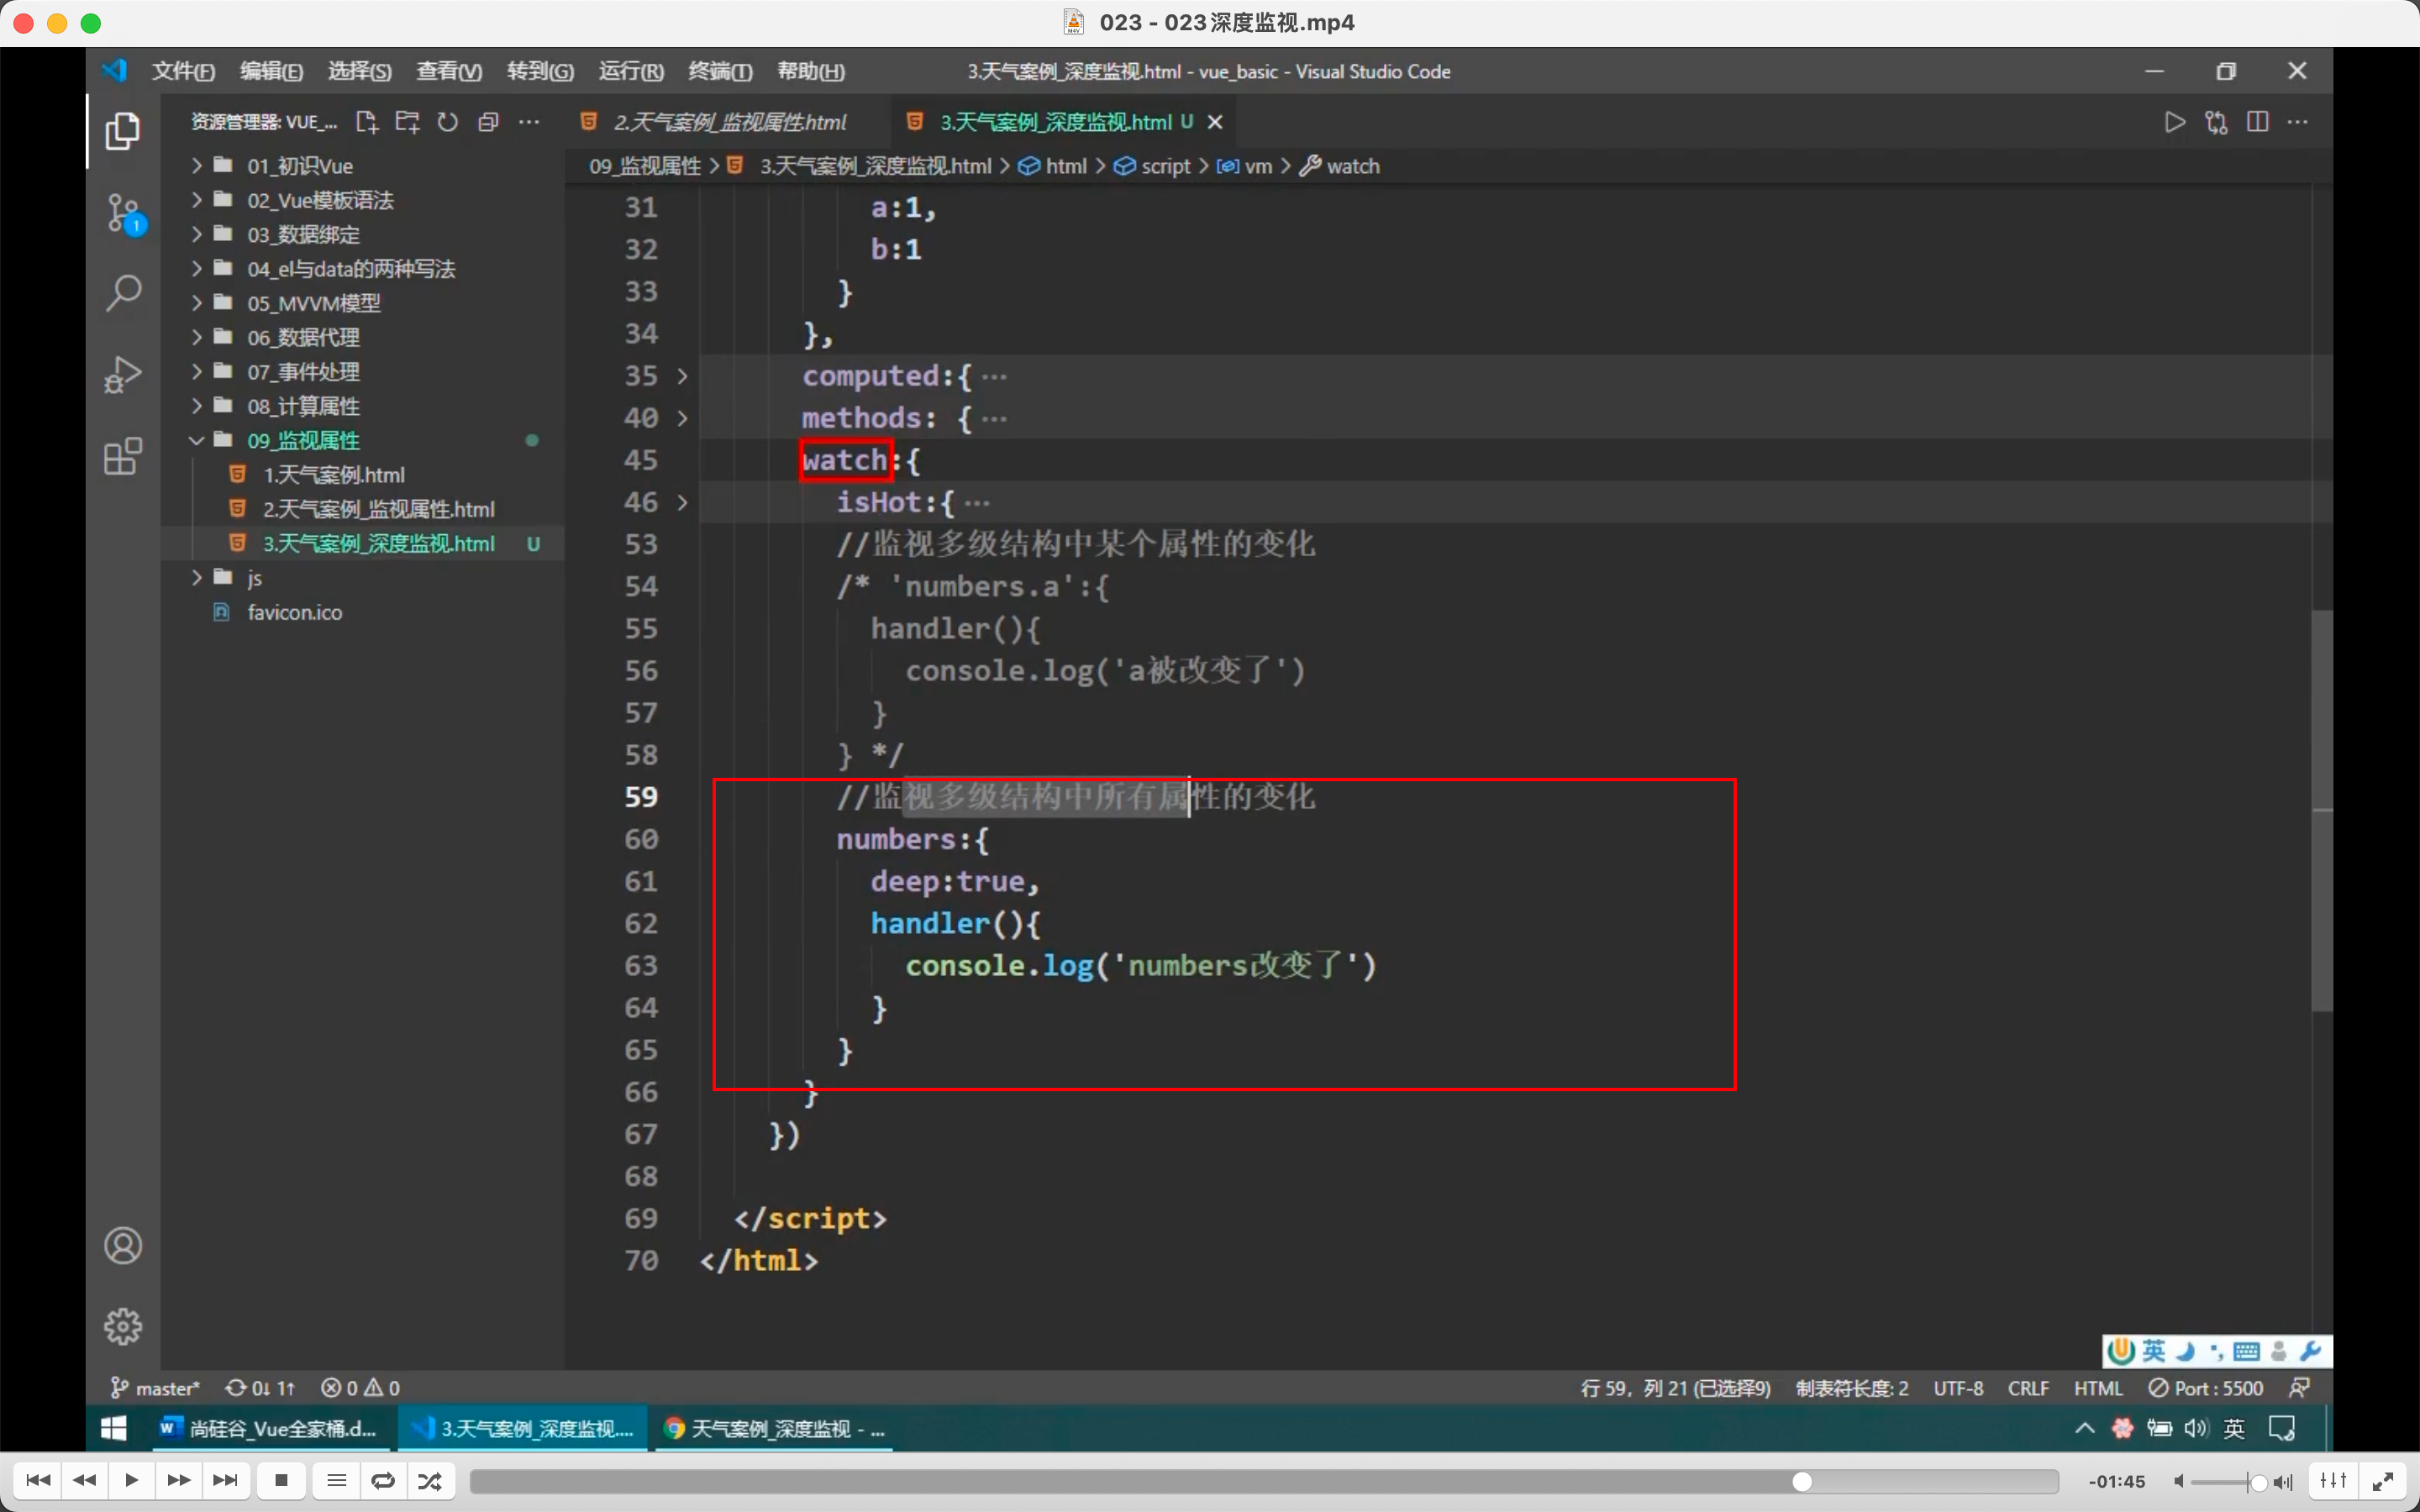 023 - 023深度监视.mp4
文件(F) 编辑(E) 选择(S) 查看(V) 转到(G) 运行(R) 终端(T) 帮助(H) 3.天气案例_深度监视.html - vue_basic - Visual Studio Code
资源管理器: VUE_... 2.天气案例_监视属性.html 3.天气案例_深度监视.html U
09_监视属性 > 3.天气案例_深度监视.html > html > script > vm > watch
01_初识Vue
02_Vue模板语法
03_数据绑定
04_el与data的两种写法
05_MVVM模型
06_数据代理
07_事件处理
08_计算属性
09_监视属性
1.天气案例.html
2.天气案例_监视属性.html
3.天气案例_深度监视.html U
js
favicon.ico
1
31 a:1,
32 b:1
33 }
34 },
35 computed:{ ···
40 methods: { ···
45 watch:{
46 isHot:{ ···
53 //监视多级结构中某个属性的变化
54 /* 'numbers.a':{
55 handler(){
56 console.log('a被改变了')
57 }
58 } */
59 //监视多级结构中所有属性的变化
60 numbers:{
61 deep:true,
62 handler(){
63 console.log('numbers改变了')
64 }
65 }
66 }
67 })
68
69 </script>
70 </html>
英
master* 0↓ 1↑ 0 0 行 59，列 21 (已选择9) 制表符长度: 2 UTF-8 CRLF HTML Port : 5500
尚硅谷_Vue全家桶.d... 3.天气案例_深度监视.... 天气案例_深度监视 - ... 英
-01:45